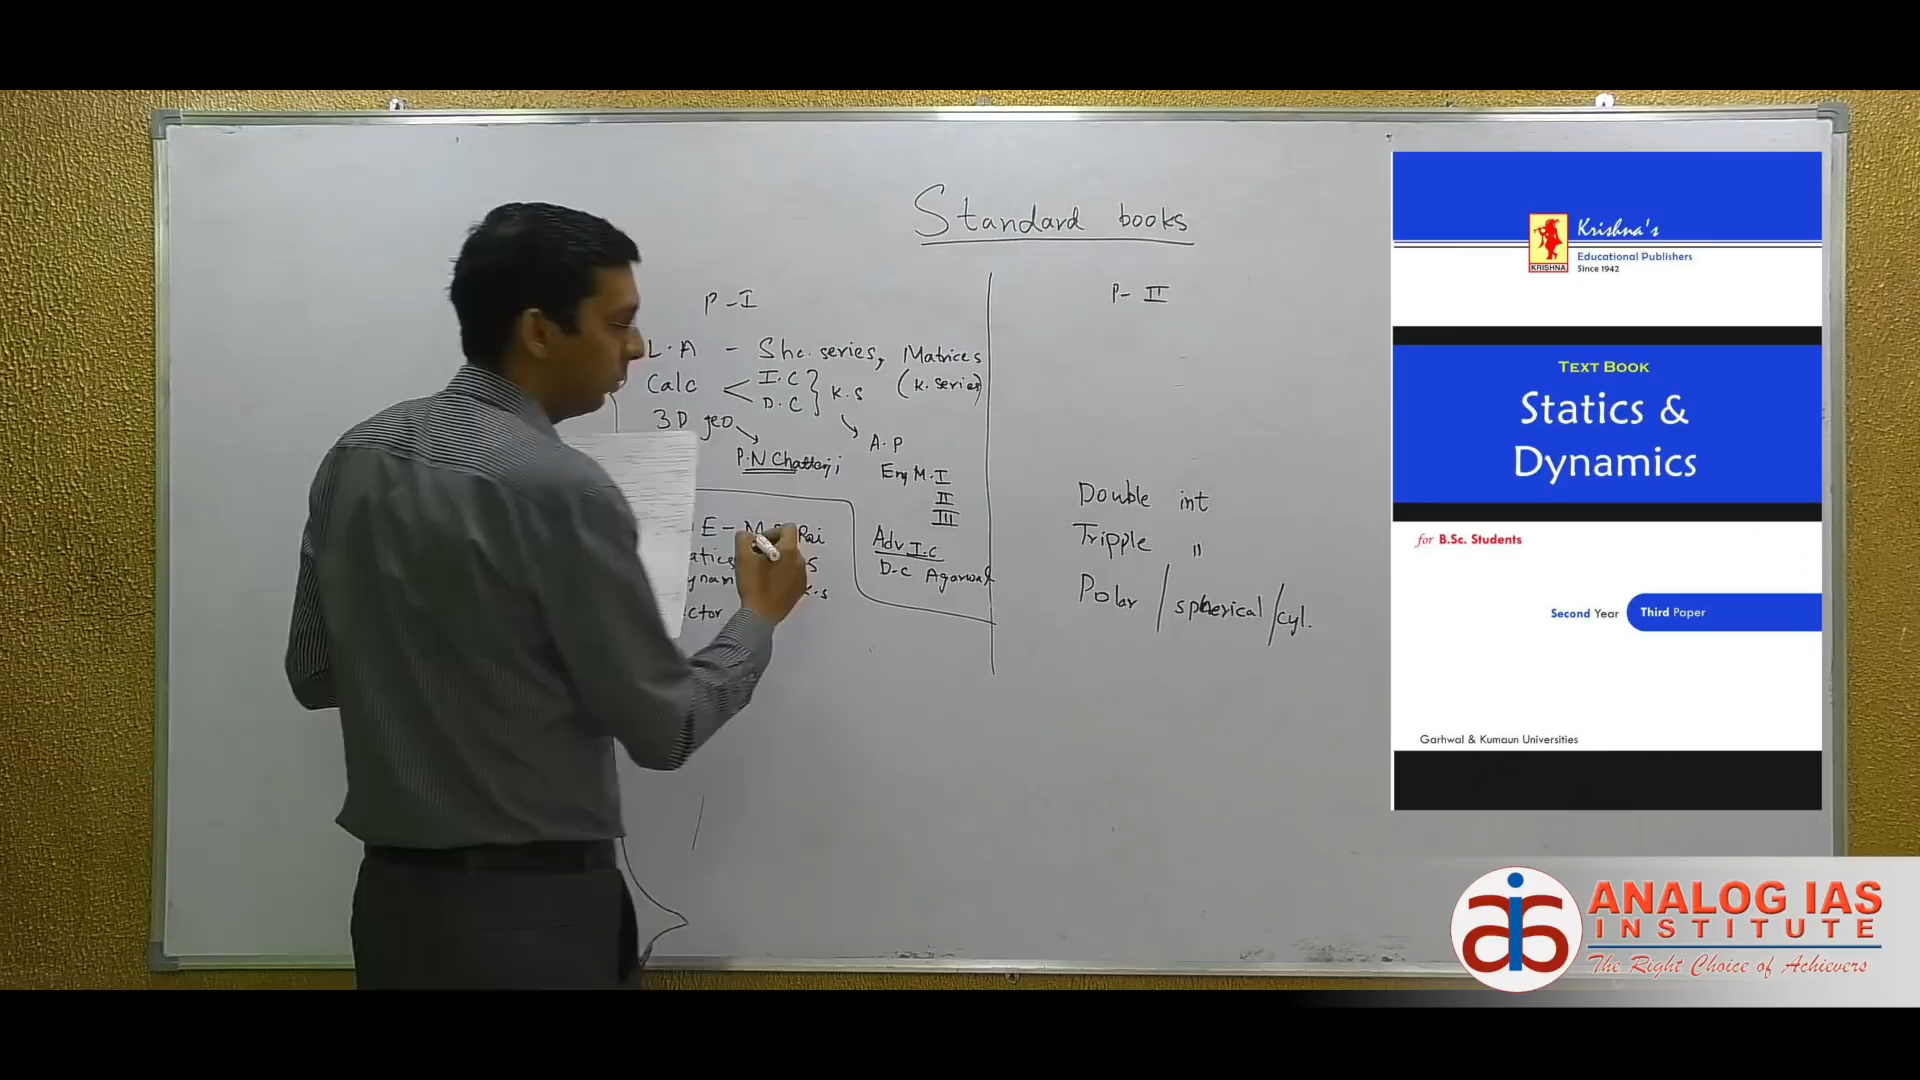 Standard books
P-I
L.A - Shc. series, Matrices
(K. series)
Calc < I.C } K.S
D.C
3D geo
P.N Chatterji
A.P
Eng M.I
II
III
E - M. Rai
Adv I.C
D.C Agarwal
K.S
P- II
Double int
Tripple "
Polar / spherical / cyl.
KRISHNA
Krishna's
Educational Publishers
Since 1942
TEXT BOOK
Statics &
Dynamics
for B.Sc. Students
Second Year Third Paper
Garhwal & Kumaun Universities
ANALOG IAS
INSTITUTE
The Right Choice of Achievers